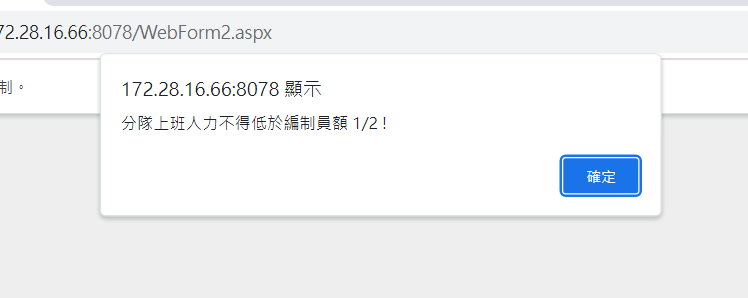 72.28.16.66:8078/WebForm2.aspx
制。
172.28.16.66:8078 顯示
分隊上班人力不得低於編制員額 1/2 !
確定